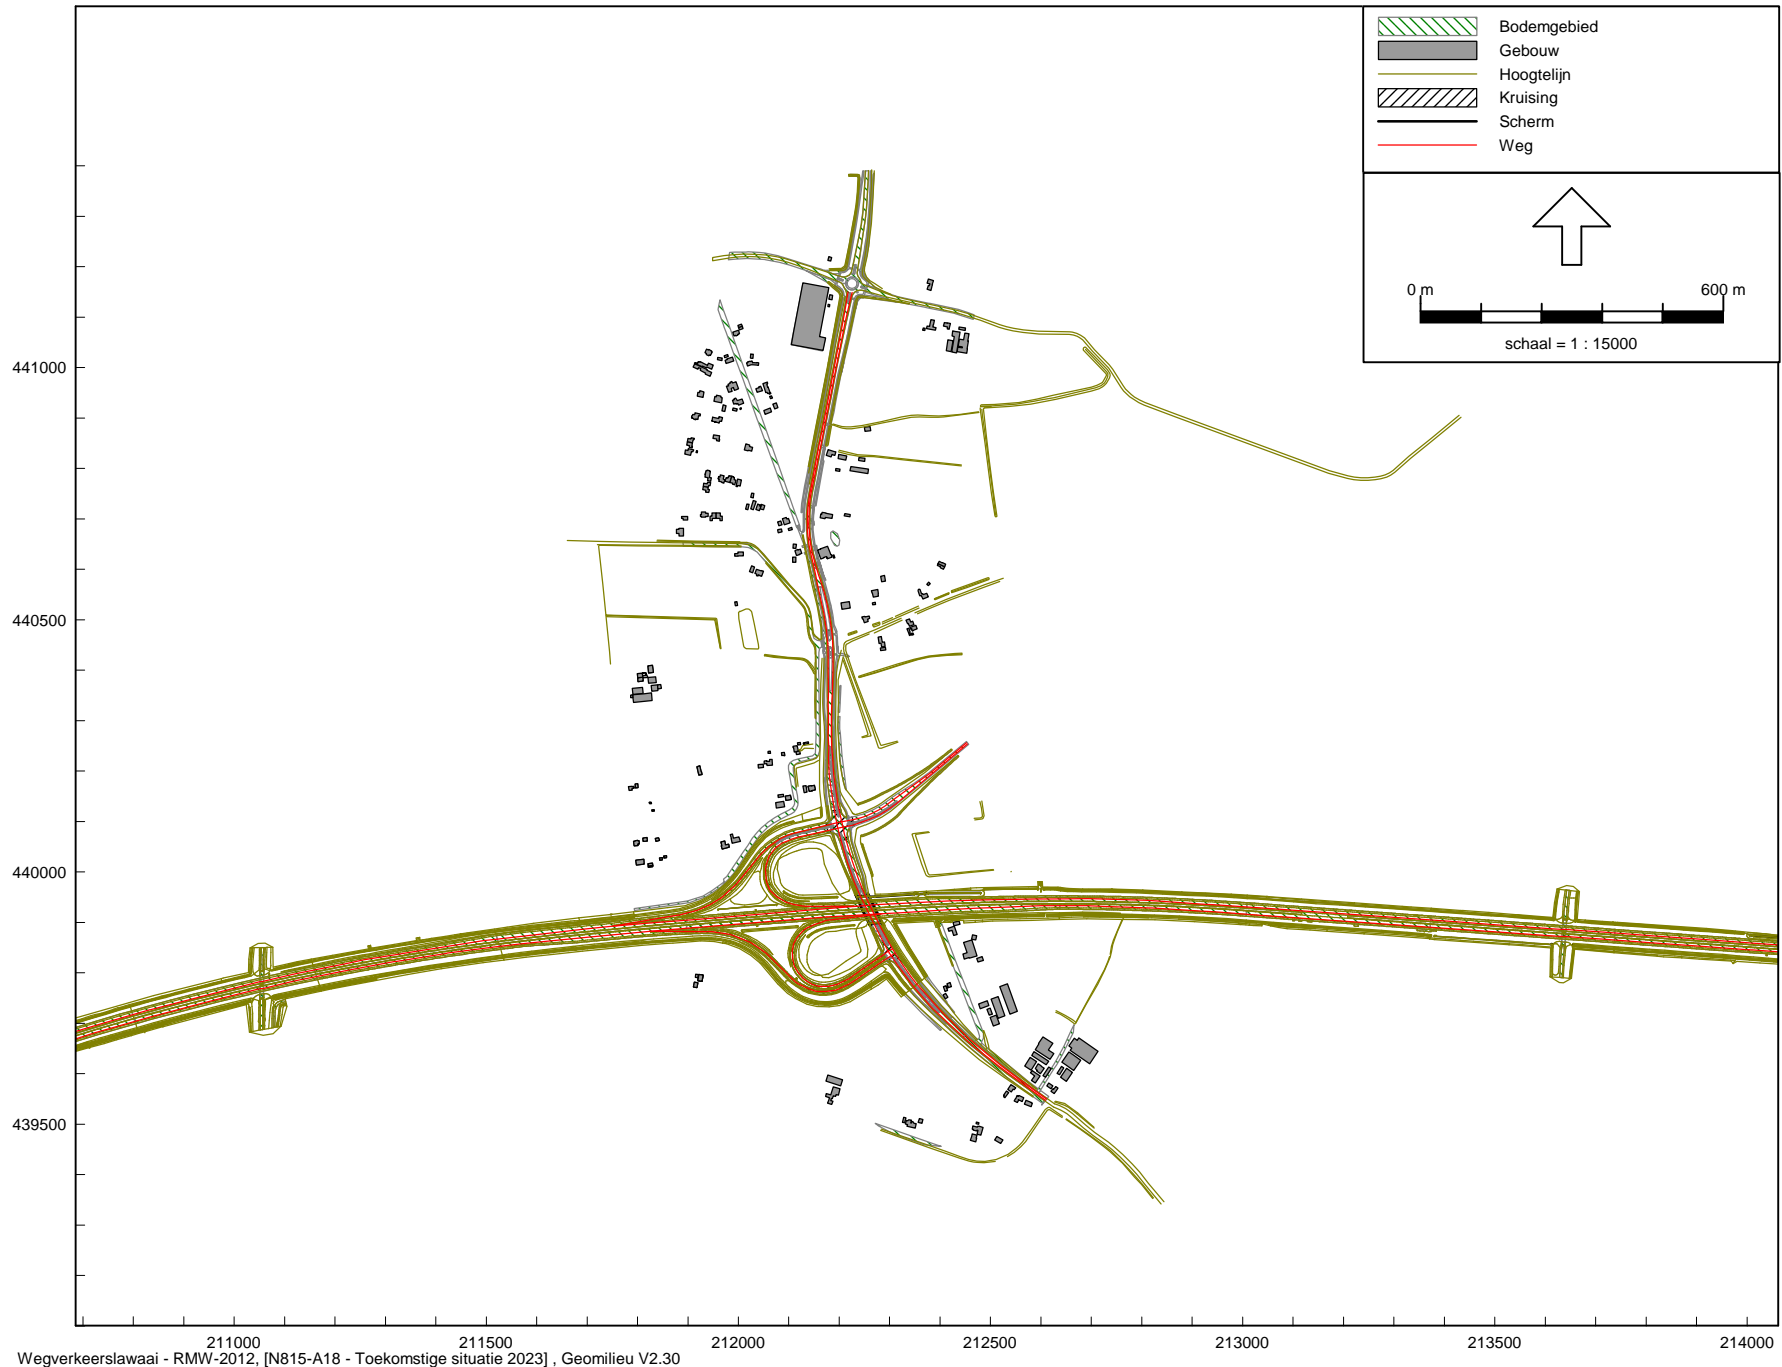 Bodemgebied
Gebouw
Hoogtelijn
Kruising
Scherm
Weg
0 m 600 m
schaal = 1 : 15000
441000
440500
440000
439500
211000 211500 212000 212500 213000 213500 214000
Wegverkeerslawaai - RMW-2012, [N815-A18 - Toekomstige situatie 2023] , Geomilieu V2.30